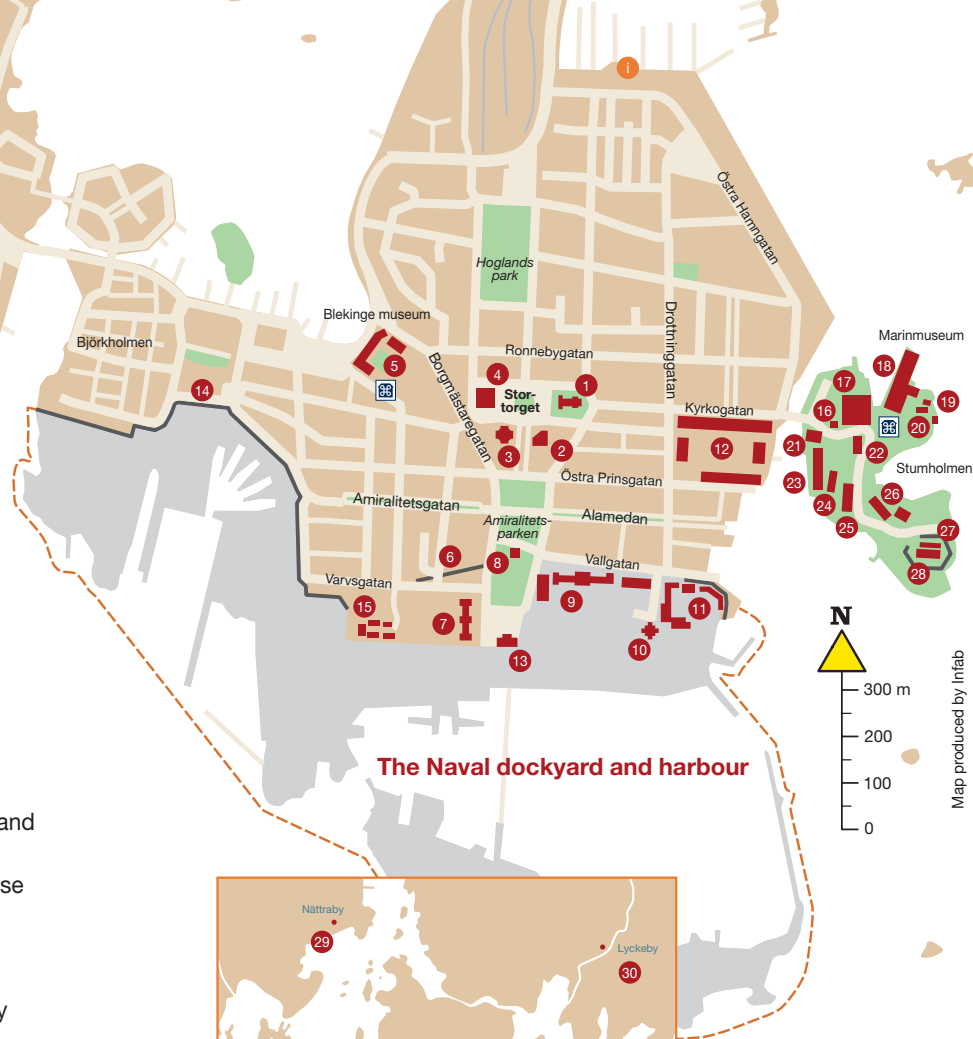 i
Östra Hamngatan
Hoglands
park
Blekinge museum
Björkholmen
5
14
Borgmästaregatan
Ronnebygatan
Drottninggatan
4
1
Stor-
torget
3
2
Kyrkogatan
12
Marinmuseum
17
18
19
16
20
21
22
Stumholmen
23
24
25
26
27
28
Östra Prinsgatan
Amiralitetsgatan
Amiralitets-
parken
Alamedan
6
8
Vallgatan
Varvsgatan
15
7
9
11
10
13
N
300 m
200
100
0
Map produced by Infab
The Naval dockyard and harbour
and
se
y
Nättraby
29
Lyckeby
30